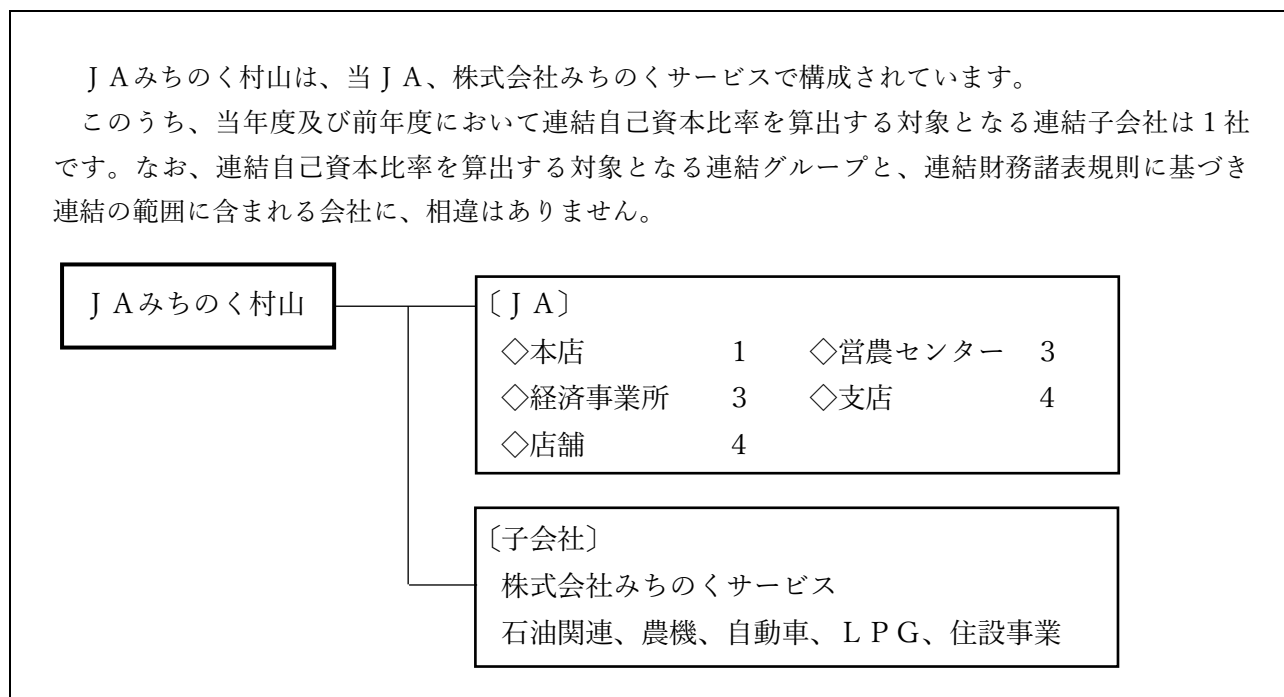 ＪＡみちのく村山は、当ＪＡ、株式会社みちのくサービスで構成されています。
このうち、当年度及び前年度において連結自己資本比率を算出する対象となる連結子会社は１社
です。なお、連結自己資本比率を算出する対象となる連結グループと、連結財務諸表規則に基づき
連結の範囲に含まれる会社に、相違はありません。
ＪＡみちのく村山
〔ＪＡ〕
◇本店　１　◇営農センター　３
◇経済事業所　３　◇支店　４
◇店舗　４
〔子会社〕
株式会社みちのくサービス
石油関連、農機、自動車、ＬＰＧ、住設事業